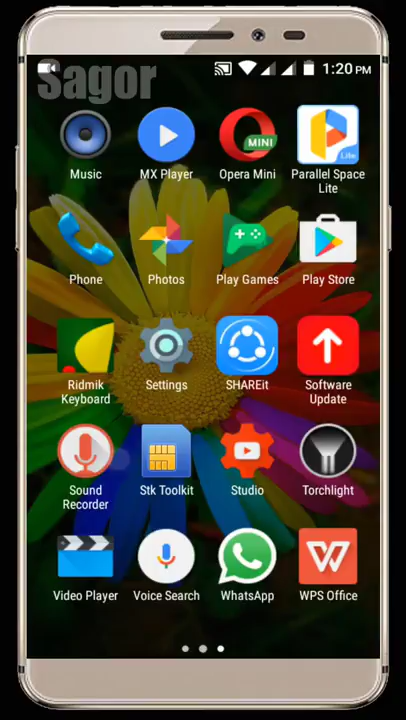 Sagor
1:20 PM
Music
MX Player
MINI
Opera Mini
Lite
Parallel Space
Lite
Phone
Photos
Play Games
Play Store
Ridmik
Keyboard
Settings
SHAREit
Software
Update
Sound
Recorder
Stk Toolkit
Studio
Torchlight
Video Player
Voice Search
WhatsApp
WPS Office